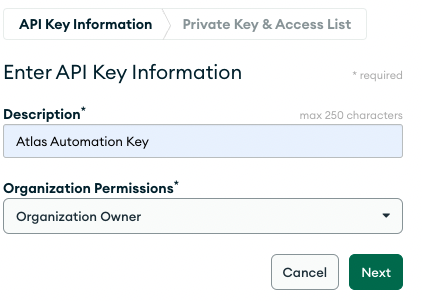 API Key Information Private Key & Access List
Enter API Key Information * required
Description* max 250 characters
Atlas Automation Key
Organization Permissions*
Organization Owner
Cancel Next